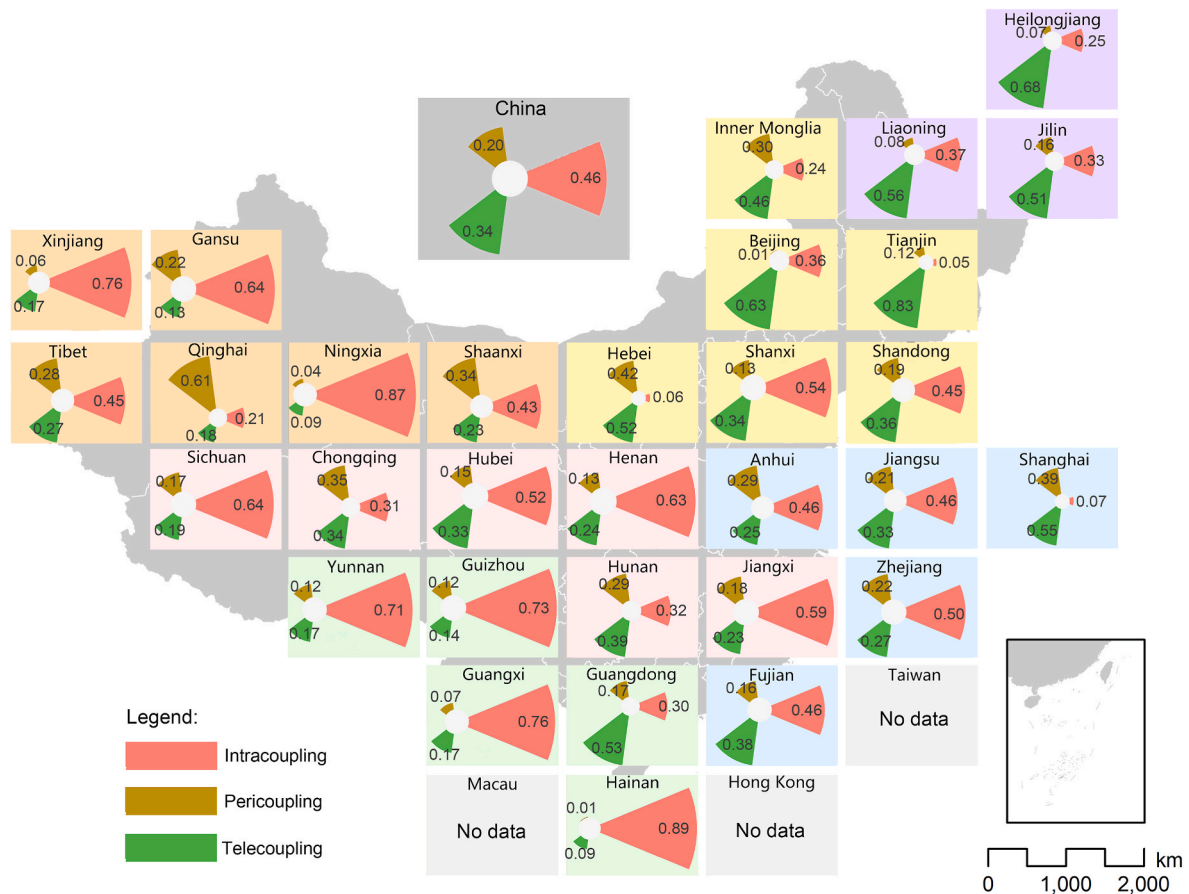 Heilongjiang
0.07
0.25
0.68
China
0.20
0.46
0.34
Inner Monglia
0.30
0.24
0.46
Liaoning
0.08
0.37
0.56
Jilin
0.16
0.33
0.51
Xinjiang
0.06
0.76
0.17
Gansu
0.22
0.64
0.13
Beijing
0.01
0.36
0.63
Tianjin
0.12
0.05
0.83
Tibet
0.28
0.45
0.27
Qinghai
0.61
0.21
0.18
Ningxia
0.04
0.87
0.09
Shaanxi
0.34
0.43
0.23
Hebei
0.42
0.06
0.52
Shanxi
0.13
0.54
0.34
Shandong
0.19
0.45
0.36
Sichuan
0.17
0.64
0.19
Chongqing
0.35
0.31
0.34
Hubei
0.15
0.52
0.33
Henan
0.13
0.63
0.24
Anhui
0.29
0.46
0.25
Jiangsu
0.21
0.46
0.33
Shanghai
0.39
0.07
0.55
Yunnan
0.12
0.71
0.17
Guizhou
0.12
0.73
0.14
Hunan
0.29
0.32
0.39
Jiangxi
0.18
0.59
0.23
Zhejiang
0.22
0.50
0.27
Guangxi
0.07
0.76
0.17
Guangdong
0.17
0.30
0.53
Fujian
0.16
0.46
0.38
Taiwan
No data
Legend:
Intracoupling
Pericoupling
Telecoupling
Macau
No data
Hainan
0.01
0.89
0.09
Hong Kong
No data
km
0 1,000 2,000